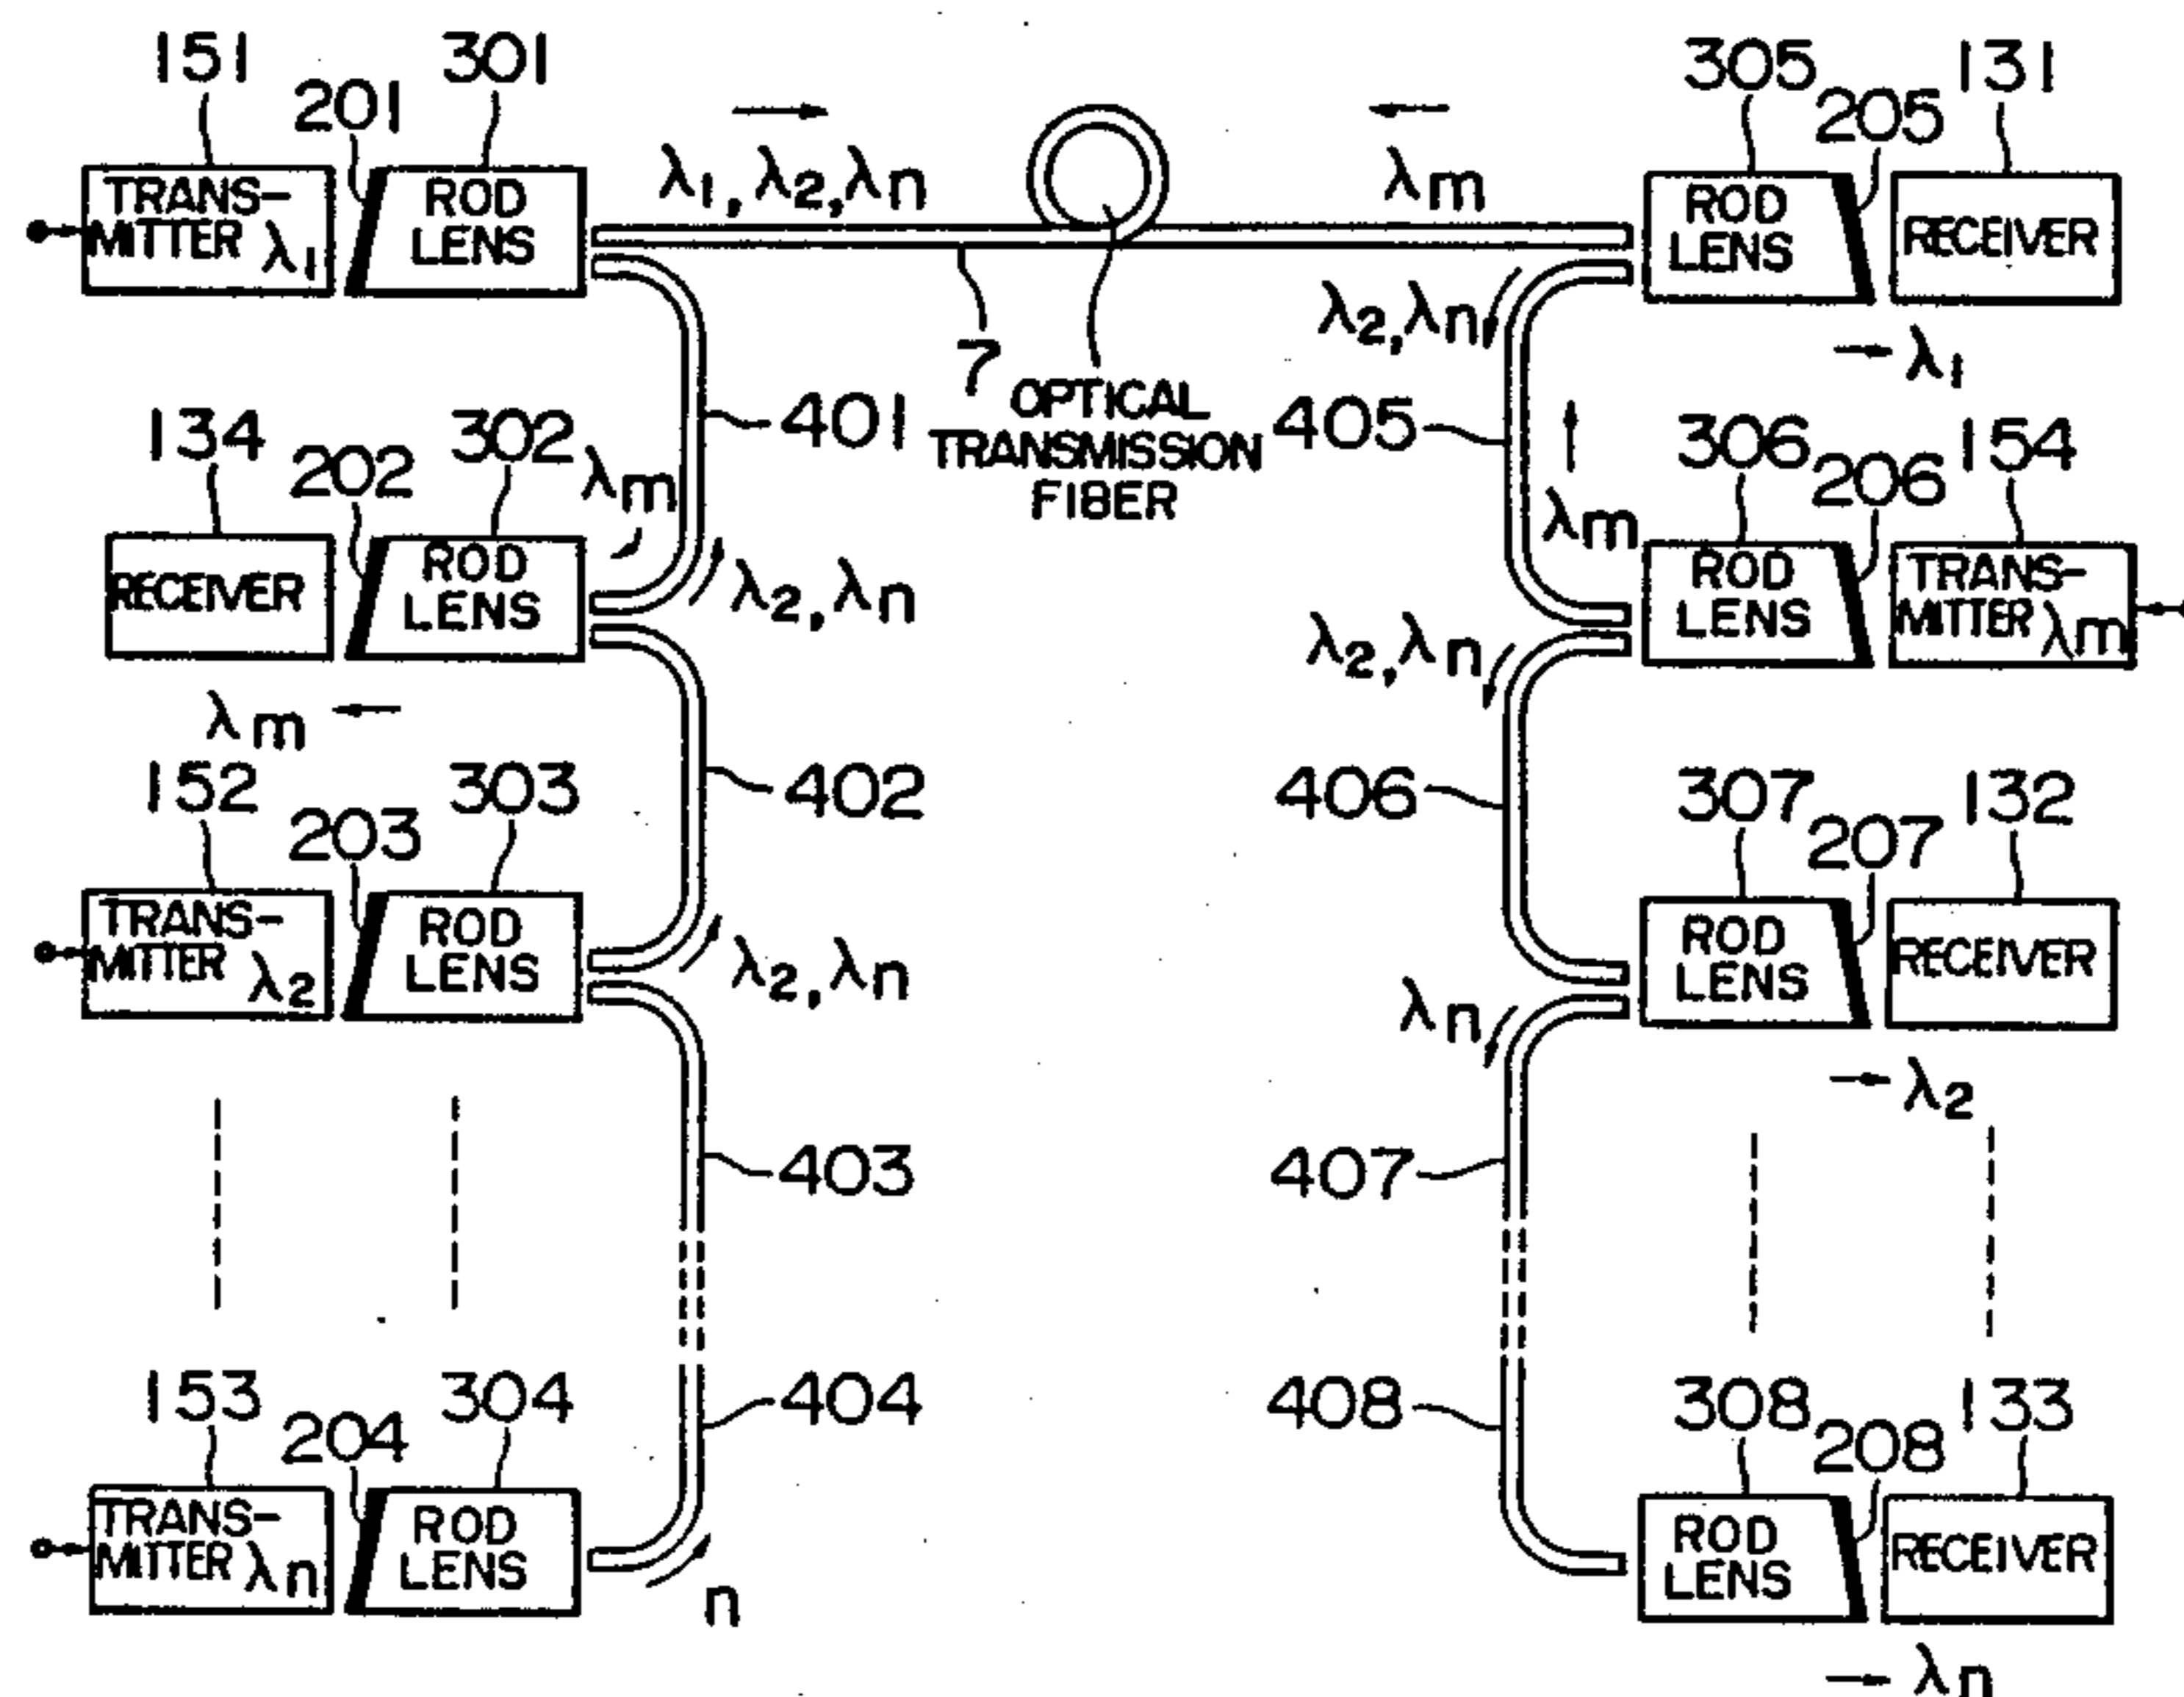 151
201
301
305
205
131
TRANS-
MITTER λ1
ROD
LENS
λ1, λ2, λn
λm
ROD
LENS
RECEIVER
λ2, λn
λ1
7
OPTICAL
TRANSMISSION
FIBER
401
405
134
202
302
λm
306
206
154
RECEIVER
ROD
LENS
λ2, λn
λm
ROD
LENS
TRANS-
MITTER λm
λ2, λn
λm
152
203
303
402
406
307
207
132
TRANS-
MITTER λ2
ROD
LENS
λ2, λn
λn
ROD
LENS
RECEIVER
λ2
403
407
153
204
304
404
408
308
208
133
TRANS-
MITTER λn
ROD
LENS
n
ROD
LENS
RECEIVER
λn